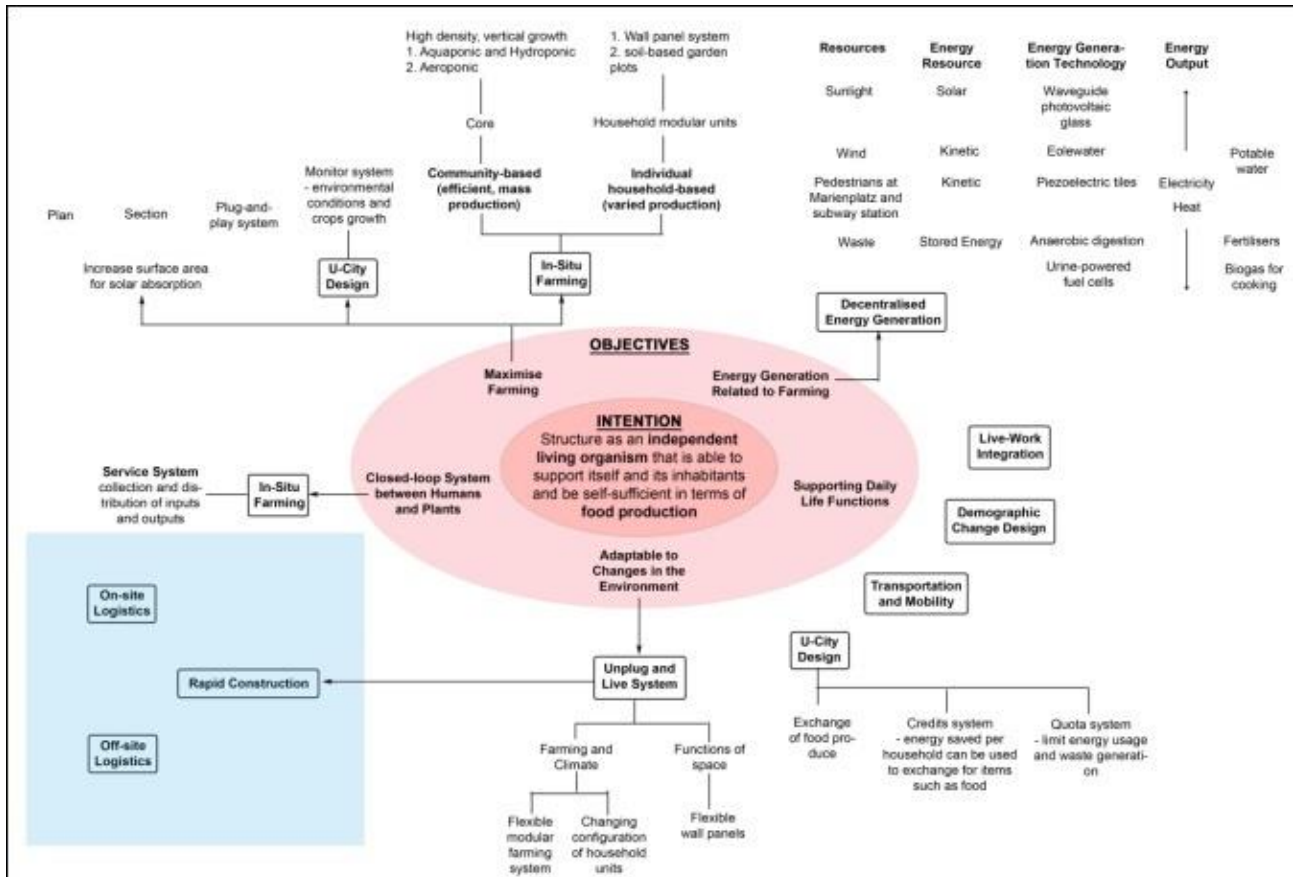 High density, vertical growth
1. Aquaponic and Hydroponic
2. Aeroponic
1. Wall panel system
2. soil-based garden
plots
Core
Household modular units
Community-based
(efficient, mass
production)
Individual
household-based
(varied production)
Monitor system
- environmental
conditions and
crops growth
Plan
Section
Plug-and-
play system
Increase surface area
for solar absorption
U-City
Design
In-Situ
Farming
Resources
Energy
Resource
Energy Genera-
tion Technology
Energy
Output
Sunlight
Solar
Waveguide
photovoltaic
glass
Wind
Kinetic
Eolewater
Potable
water
Pedestrians at
Marienplatz and
subway station
Kinetic
Piezoelectric tiles
Electricity
Heat
Waste
Stored Energy
Anaerobic digestion
Fertilisers
Urine-powered
fuel cells
Biogas for
cooking
Decentralised
Energy Generation
OBJECTIVES
Maximise
Farming
Energy Generation
Related to Farming
INTENTION
Structure as an independent
living organism that is able to
support itself and its inhabitants
and be self-sufficient in terms of
food production
Service System
collection and dis-
tribution of inputs
and outputs
In-Situ
Farming
Closed-loop System
between Humans
and Plants
Supporting Daily
Life Functions
Live-Work
Integration
Demographic
Change Design
Adaptable to
Changes in the
Environment
Transportation
and Mobility
On-site
Logistics
Rapid Construction
Off-site
Logistics
Unplug and
Live System
U-City
Design
Farming and
Climate
Functions of
space
Flexible
modular
farming
system
Changing
configuration
of household
units
Flexible
wall panels
Exchange
of food pro-
duce
Credits system
- energy saved per
household can be used
to exchange for items
such as food
Quota system
- limit energy usage
and waste generati-
on